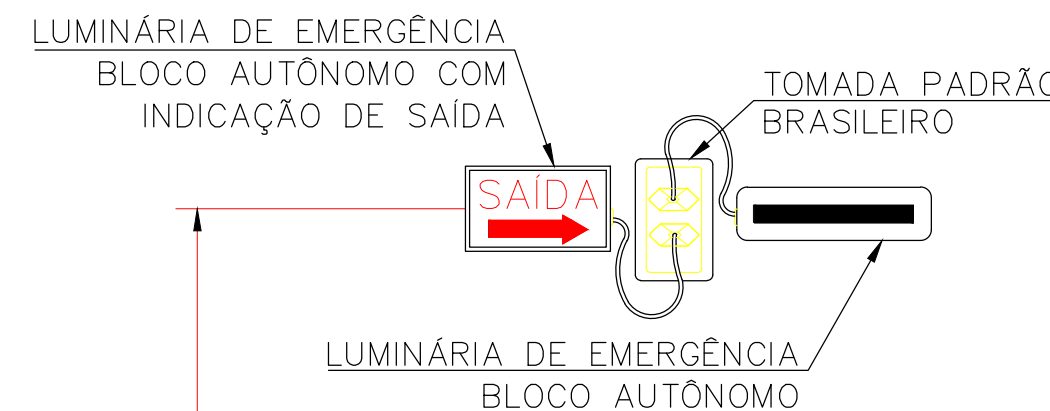 LUMINÁRIA DE EMERGÊNCIA
BLOCO AUTÔNOMO COM
INDICAÇÃO DE SAÍDA
TOMADA PADRÃO
BRASILEIRO
SAÍDA
LUMINÁRIA DE EMERGÊNCIA
BLOCO AUTÔNOMO